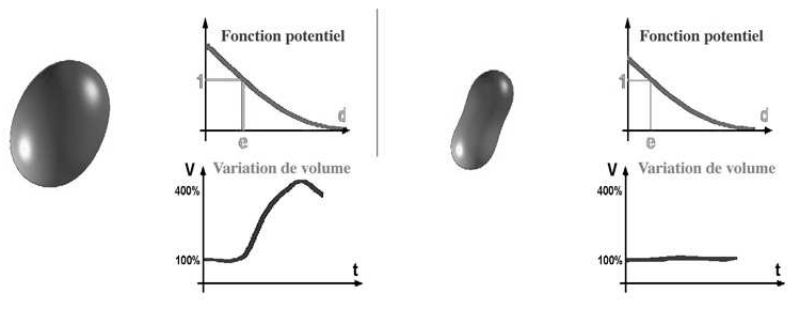 Fonction potentiel
1
d
e
V
Variation de volume
400%
100%
t
Fonction potentiel
1
d
e
V
Variation de volume
400%
100%
t